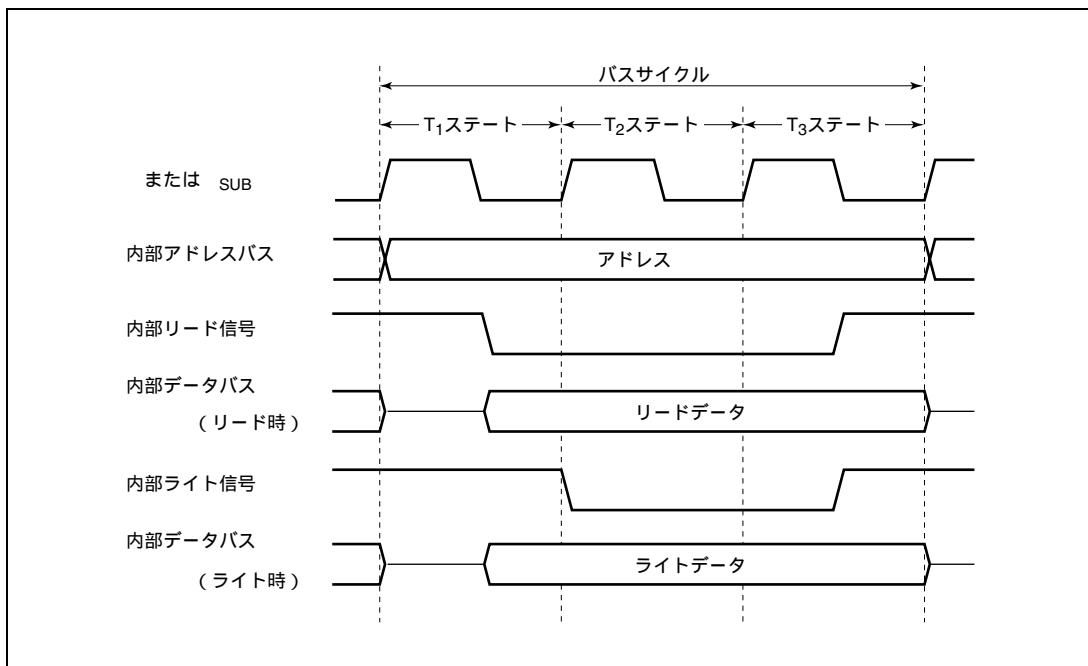 バスサイクル
T1ステート T2ステート T3ステート
または SUB
内部アドレスバス
アドレス
内部リード信号
内部データバス
（リード時）
リードデータ
内部ライト信号
内部データバス
（ライト時）
ライトデータ